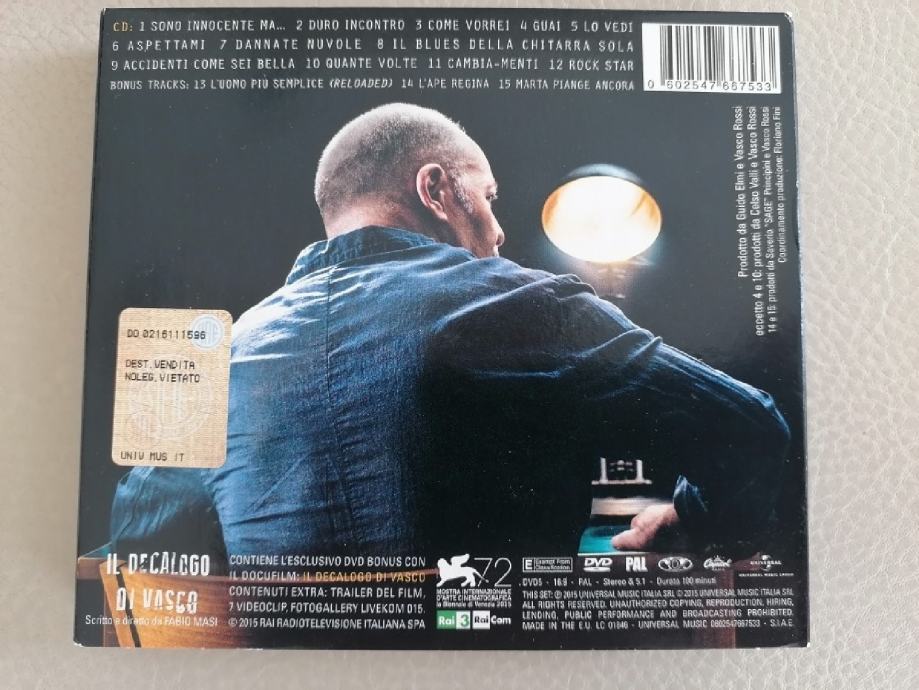 CD: 1 SONO INNOCENTE MA... 2 DURO INCONTRO 3 COME VORREI 4 GUAI 5 LO VEDI
6 ASPETTAMI 7 DANNATE NUVOLE 8 IL BLUES DELLA CHITARRA SOLA
9 ACCIDENTI COME SEI BELLA 10 QUANTE VOLTE 11 CAMBIA-MENTI 12 ROCK STAR
BONUS TRACKS: 13 L'UOMO PIÙ SEMPLICE (RELOADED) 14 L'APE REGINA 15 MARTA PIANGE ANCORA
0 602547 667533
Prodotto da Guido Elmi e Vasco Rossi
eccetto 4 e 10: prodotti da Celso Valli e Vasco Rossi
14 e 15: prodotti da Saverio "SAGE" Principini e Vasco Rossi
Coordinamento produzione: Floriano Fini
DO 0216111596
DEST.VENDITA
NOLEG.VIETATO
UNIV MUS IT
IL DECALOGO
DI VASCO
Scritto e diretto da FABIO MASI
CONTIENE L'ESCLUSIVO DVD BONUS CON
IL DOCUFILM: IL DECALOGO DI VASCO
CONTENUTI EXTRA: TRAILER DEL FILM,
7 VIDEOCLIP, FOTOGALLERY LIVEKOM 015.
© 2015 RAI RADIOTELEVISIONE ITALIANA SPA
72
MOSTRA INTERNAZIONALE
D'ARTE CINEMATOGRAFICA
la Biennale di Venezia 2015
Rai 3 Rai Com
E Exempt From Classification DVD PAL Capitol UNIVERSAL
UNIVERSAL MUSIC GROUP
DVD5 - 16:9 - PAL - Stereo & 5.1 - Durata 100 minuti
THIS SET: ℗ 2015 UNIVERSAL MUSIC ITALIA SRL © 2015 UNIVERSAL MUSIC ITALIA SRL
ALL RIGHTS RESERVED. UNAUTHORIZED COPYING, REPRODUCTION, HIRING,
LENDING, PUBLIC PERFORMANCE AND BROADCASTING PROHIBITED.
MADE IN THE E.U. LC 01846 - UNIVERSAL MUSIC 0602547667533 - S.I.A.E.